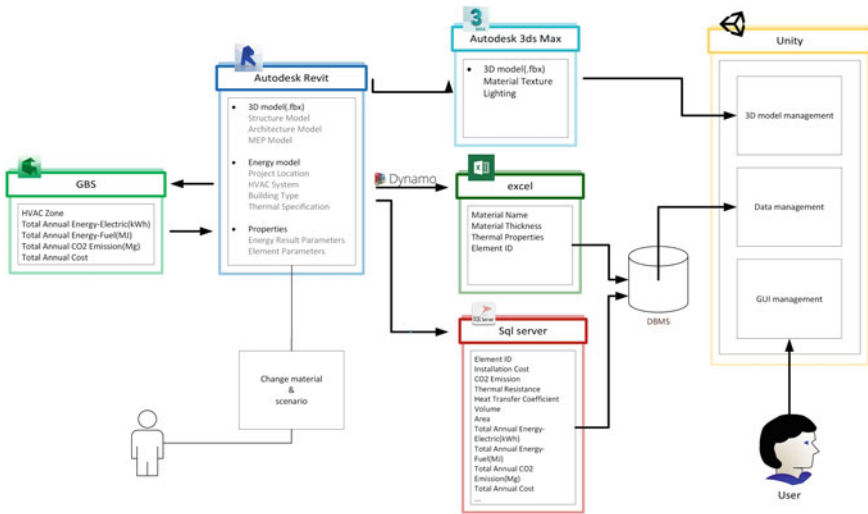 3
MAX
Autodesk 3ds Max
3D model(.fbx)
Material Texture
Lighting
Unity
3D model management
Data management
GUI management
Autodesk Revit
3D model(.fbx)
Structure Model
Architecture Model
MEP Model
Energy model
Project Location
HVAC System
Building Type
Thermal Specification
Properties
Energy Result Parameters
Element Parameters
GBS
HVAC Zone
Total Annual Energy-Electric(kWh)
Total Annual Energy-Fuel(MJ)
Total Annual CO2 Emission(Mg)
Total Annual Cost
Dynamo
excel
Material Name
Material Thickness
Thermal Properties
Element ID
DBMS
SQL Server
Sql server
Element ID
Installation Cost
CO2 Emission
Thermal Resistance
Heat Transfer Coefficient
Volume
Area
Total Annual Energy-
Electric(kWh)
Total Annual Energy-
Fuel(MJ)
Total Annual CO2
Emission(Mg)
Total Annual Cost
....
Change material
&
scenario
User